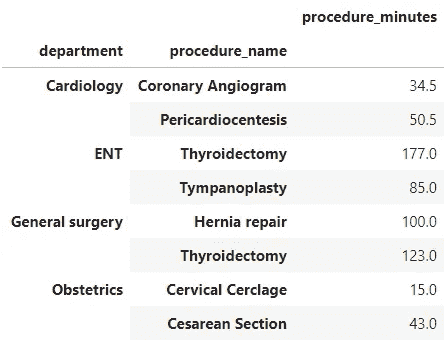 procedure_minutes
department procedure_name
Cardiology Coronary Angiogram 34.5
Pericardiocentesis 50.5
ENT Thyroidectomy 177.0
Tympanoplasty 85.0
General surgery Hernia repair 100.0
Thyroidectomy 123.0
Obstetrics Cervical Cerclage 15.0
Cesarean Section 43.0